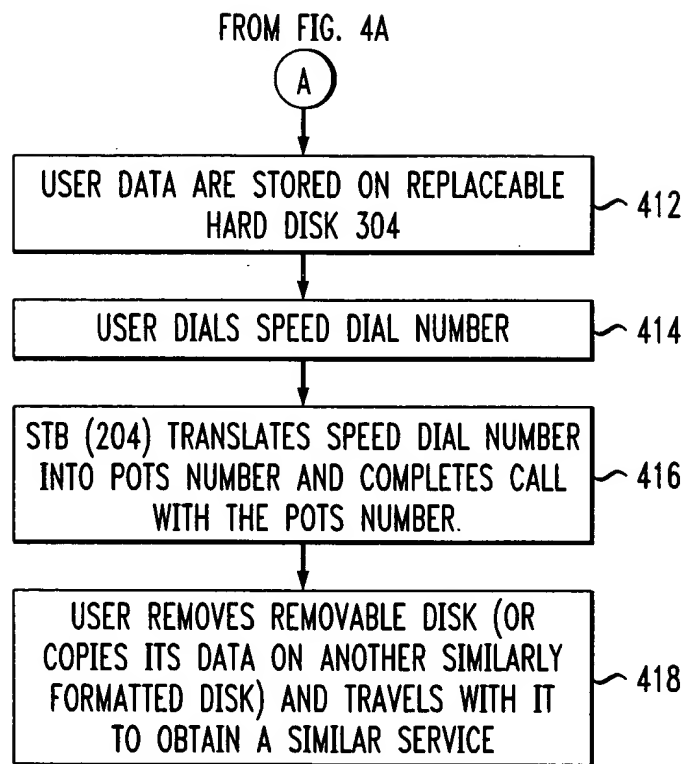 FROM FIG. 4A
A
USER DATA ARE STORED ON REPLACEABLE
HARD DISK 304
412
USER DIALS SPEED DIAL NUMBER
414
STB (204) TRANSLATES SPEED DIAL NUMBER
INTO POTS NUMBER AND COMPLETES CALL
WITH THE POTS NUMBER.
416
USER REMOVES REMOVABLE DISK (OR
COPIES ITS DATA ON ANOTHER SIMILARLY
FORMATTED DISK) AND TRAVELS WITH IT
TO OBTAIN A SIMILAR SERVICE
418